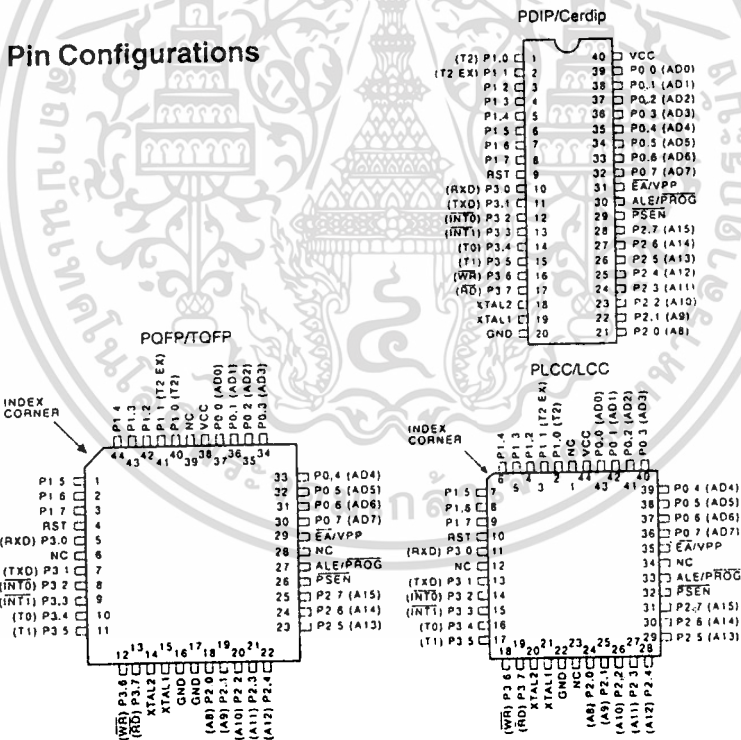 PDIP/Cerdip
Pin Configurations
(T2) P1.0 1 40 VCC
(T2 EX) P1 1 2 39 P0 0 (AD0)
P1 2 3 38 P0.1 (AD1)
P1 3 4 37 P0.2 (AD2)
P1.4 5 36 P0 3 (AD3)
P1 5 6 35 P0.4 (AD4)
P1 6 7 34 P0.5 (AD5)
P1 7 8 33 P0.6 (AD6)
RST 9 32 P0 7 (AD7)
(RXD) P3 0 10 31 EA/VPP
(TXD) P3.1 11 30 ALE/PROG
(INT0) P3 2 12 29 PSEN
(INT1) P3 3 13 28 P2.7 (A15)
(T0) P3.4 14 27 P2 6 (A14)
(T1) P3 5 15 26 P2 5 (A13)
(WR) P3 6 16 25 P2 4 (A12)
(RD) P3 7 17 24 P2 3 (A11)
XTAL2 18 23 P2 2 (A10)
XTAL1 19 22 P2.1 (A9)
GND 20 21 P2 0 (A8)
PQFP/TQFP
INDEX
CORNER
P1.4 P1.3 P1.2 P1 1 (T2 EX) P1 0 (T2) NC VCC P0 0 (AD0) P0.1 (AD1) P0 2 (AD2) P0.3 (AD3)
44 43 42 41 40 39 38 37 36 35 34
P1 5 1 33 P0.4 (AD4)
P1 6 2 32 P0 5 (AD5)
P1 7 3 31 P0 6 (AD6)
RST 4 30 P0 7 (AD7)
(RXD) P3.0 5 29 EA/VPP
NC 6 28 NC
(TXD) P3 1 7 27 ALE/PROG
(INT0) P3 2 8 26 PSEN
(INT1) P3.3 9 25 P2 7 (A15)
(T0) P3.4 10 24 P2 6 (A14)
(T1) P3 5 11 23 P2 5 (A13)
12 13 14 15 16 17 18 19 20 21 22
(WR) P3.6 (RD) P3.7 XTAL2 XTAL1 GND GND (A8) P2.0 (A9) P2.1 (A10) P2 2 (A11) P2.3 (A12) P2.4
PLCC/LCC
INDEX
CORNER
P1.4 P1 3 P1.2 P1 1 (T2 EX) P1 0 (T2) NC VCC P0.0 (AD0) P0 1 (AD1) P0.2 (AD2) P0 3 (AD3)
6 5 4 3 2 1 44 43 42 41 40
P1 5 7 39 P0 4 (AD4)
P1.6 8 38 P0 5 (AD5)
P1 7 9 37 P0 6 (AD6)
RST 10 36 P0 7 (AD7)
(RXD) P3 0 11 35 EA/VPP
NC 12 34 NC
(TXD) P3 1 13 33 ALE/PROG
(INT0) P3 2 14 32 PSEN
(INT1) P3 3 15 31 P2.7 (A15)
(T0) P3 4 16 30 P2 6 (A14)
(T1) P3 5 17 29 P2 5 (A13)
18 19 20 21 22 23 24 25 26 27 28
(WR) P3 6 (RD) P3 7 XTAL2 XTAL1 GND NC (A8) P2.0 (A9) P2.1 (A10) P2.2 (A11) P2 3 (A12) P2.4